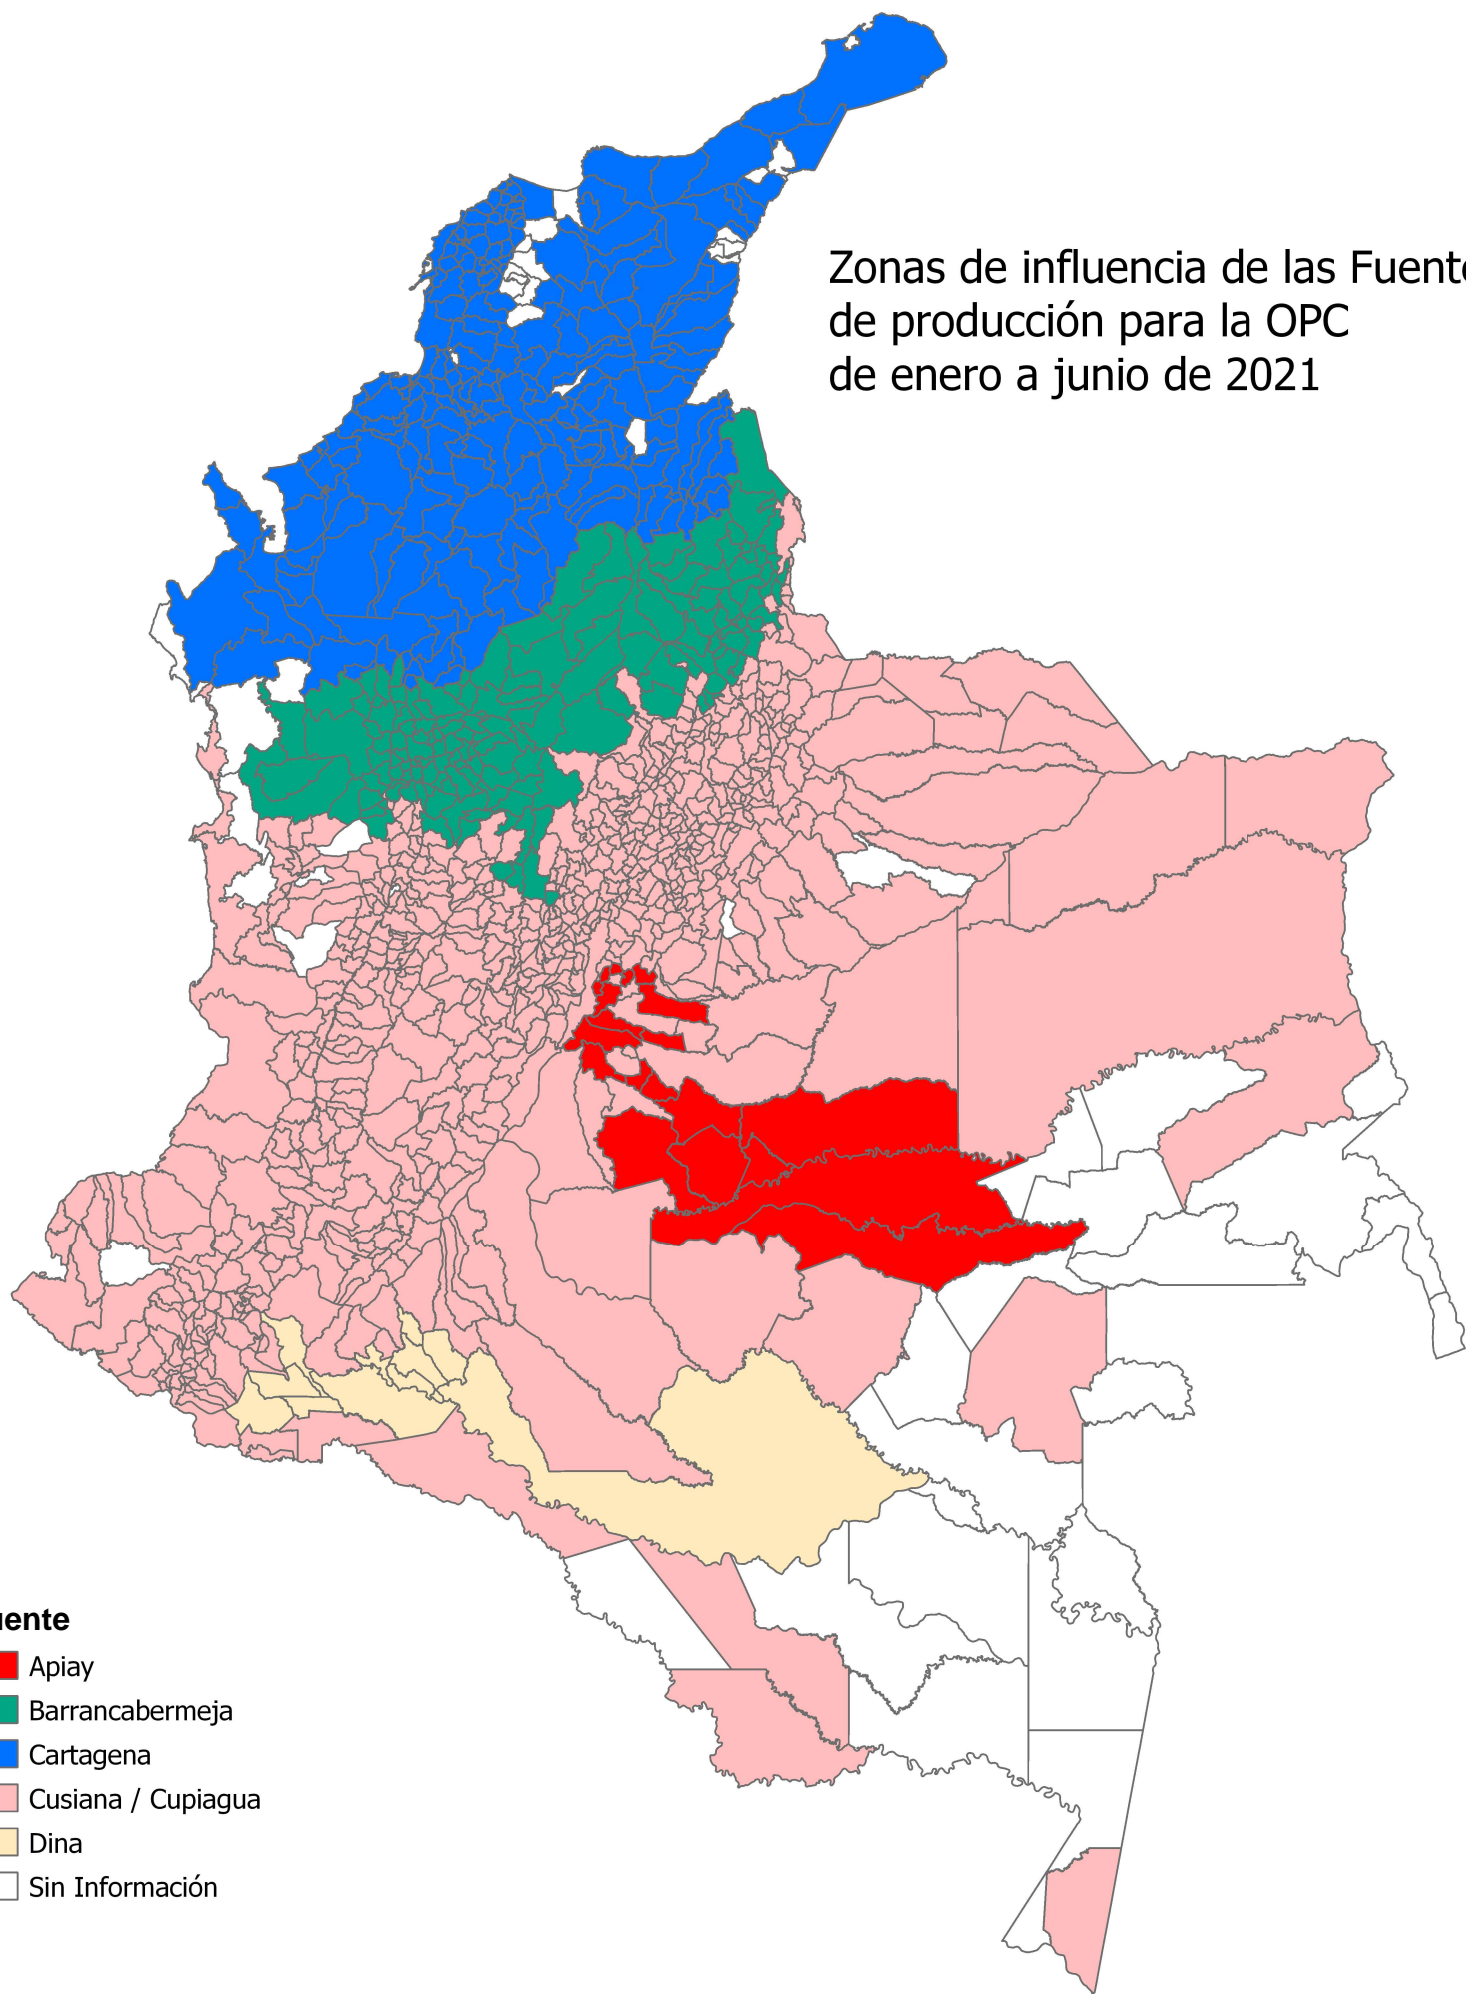 Zonas de influencia de las Fuente
de producción para la OPC
de enero a junio de 2021
uente
Apiay
Barrancabermeja
Cartagena
Cusiana / Cupiagua
Dina
Sin Información